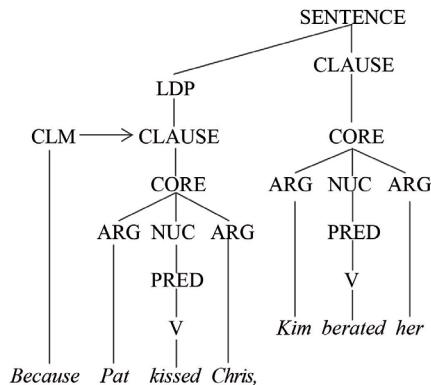 SENTENCE
CLAUSE
LDP
CLM CLAUSE CORE
CORE ARG NUC ARG
ARG NUC ARG PRED
PRED V
V Kim berated her
Because Pat kissed Chris,